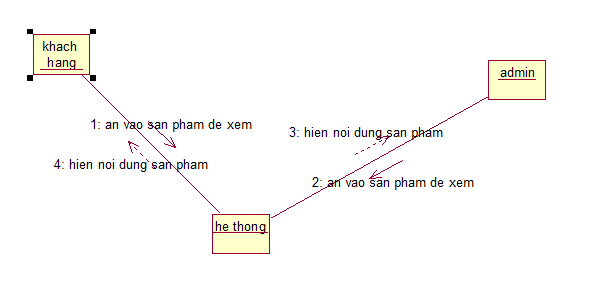 khach
hang
admin
1: an vao san pham de xem
3: hien noi dung san pham
4: hien noi dung san pham
2: an vao san pham de xem
he thong